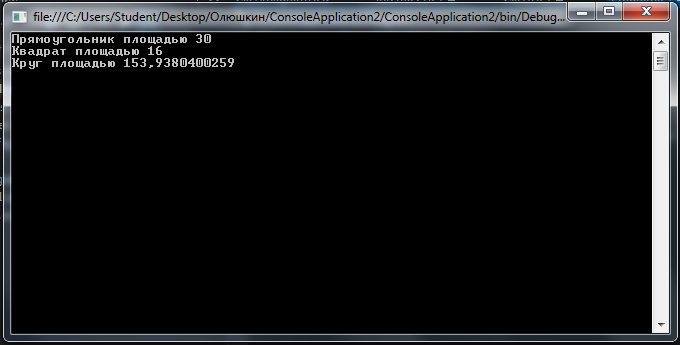 file:///C:/Users/Student/Desktop/Олюшкин/ConsoleApplication2/ConsoleApplication2/bin/Debug...
Прямоугольник площадью 30
Квадрат площадью 16
Круг площадью 153,9380400259